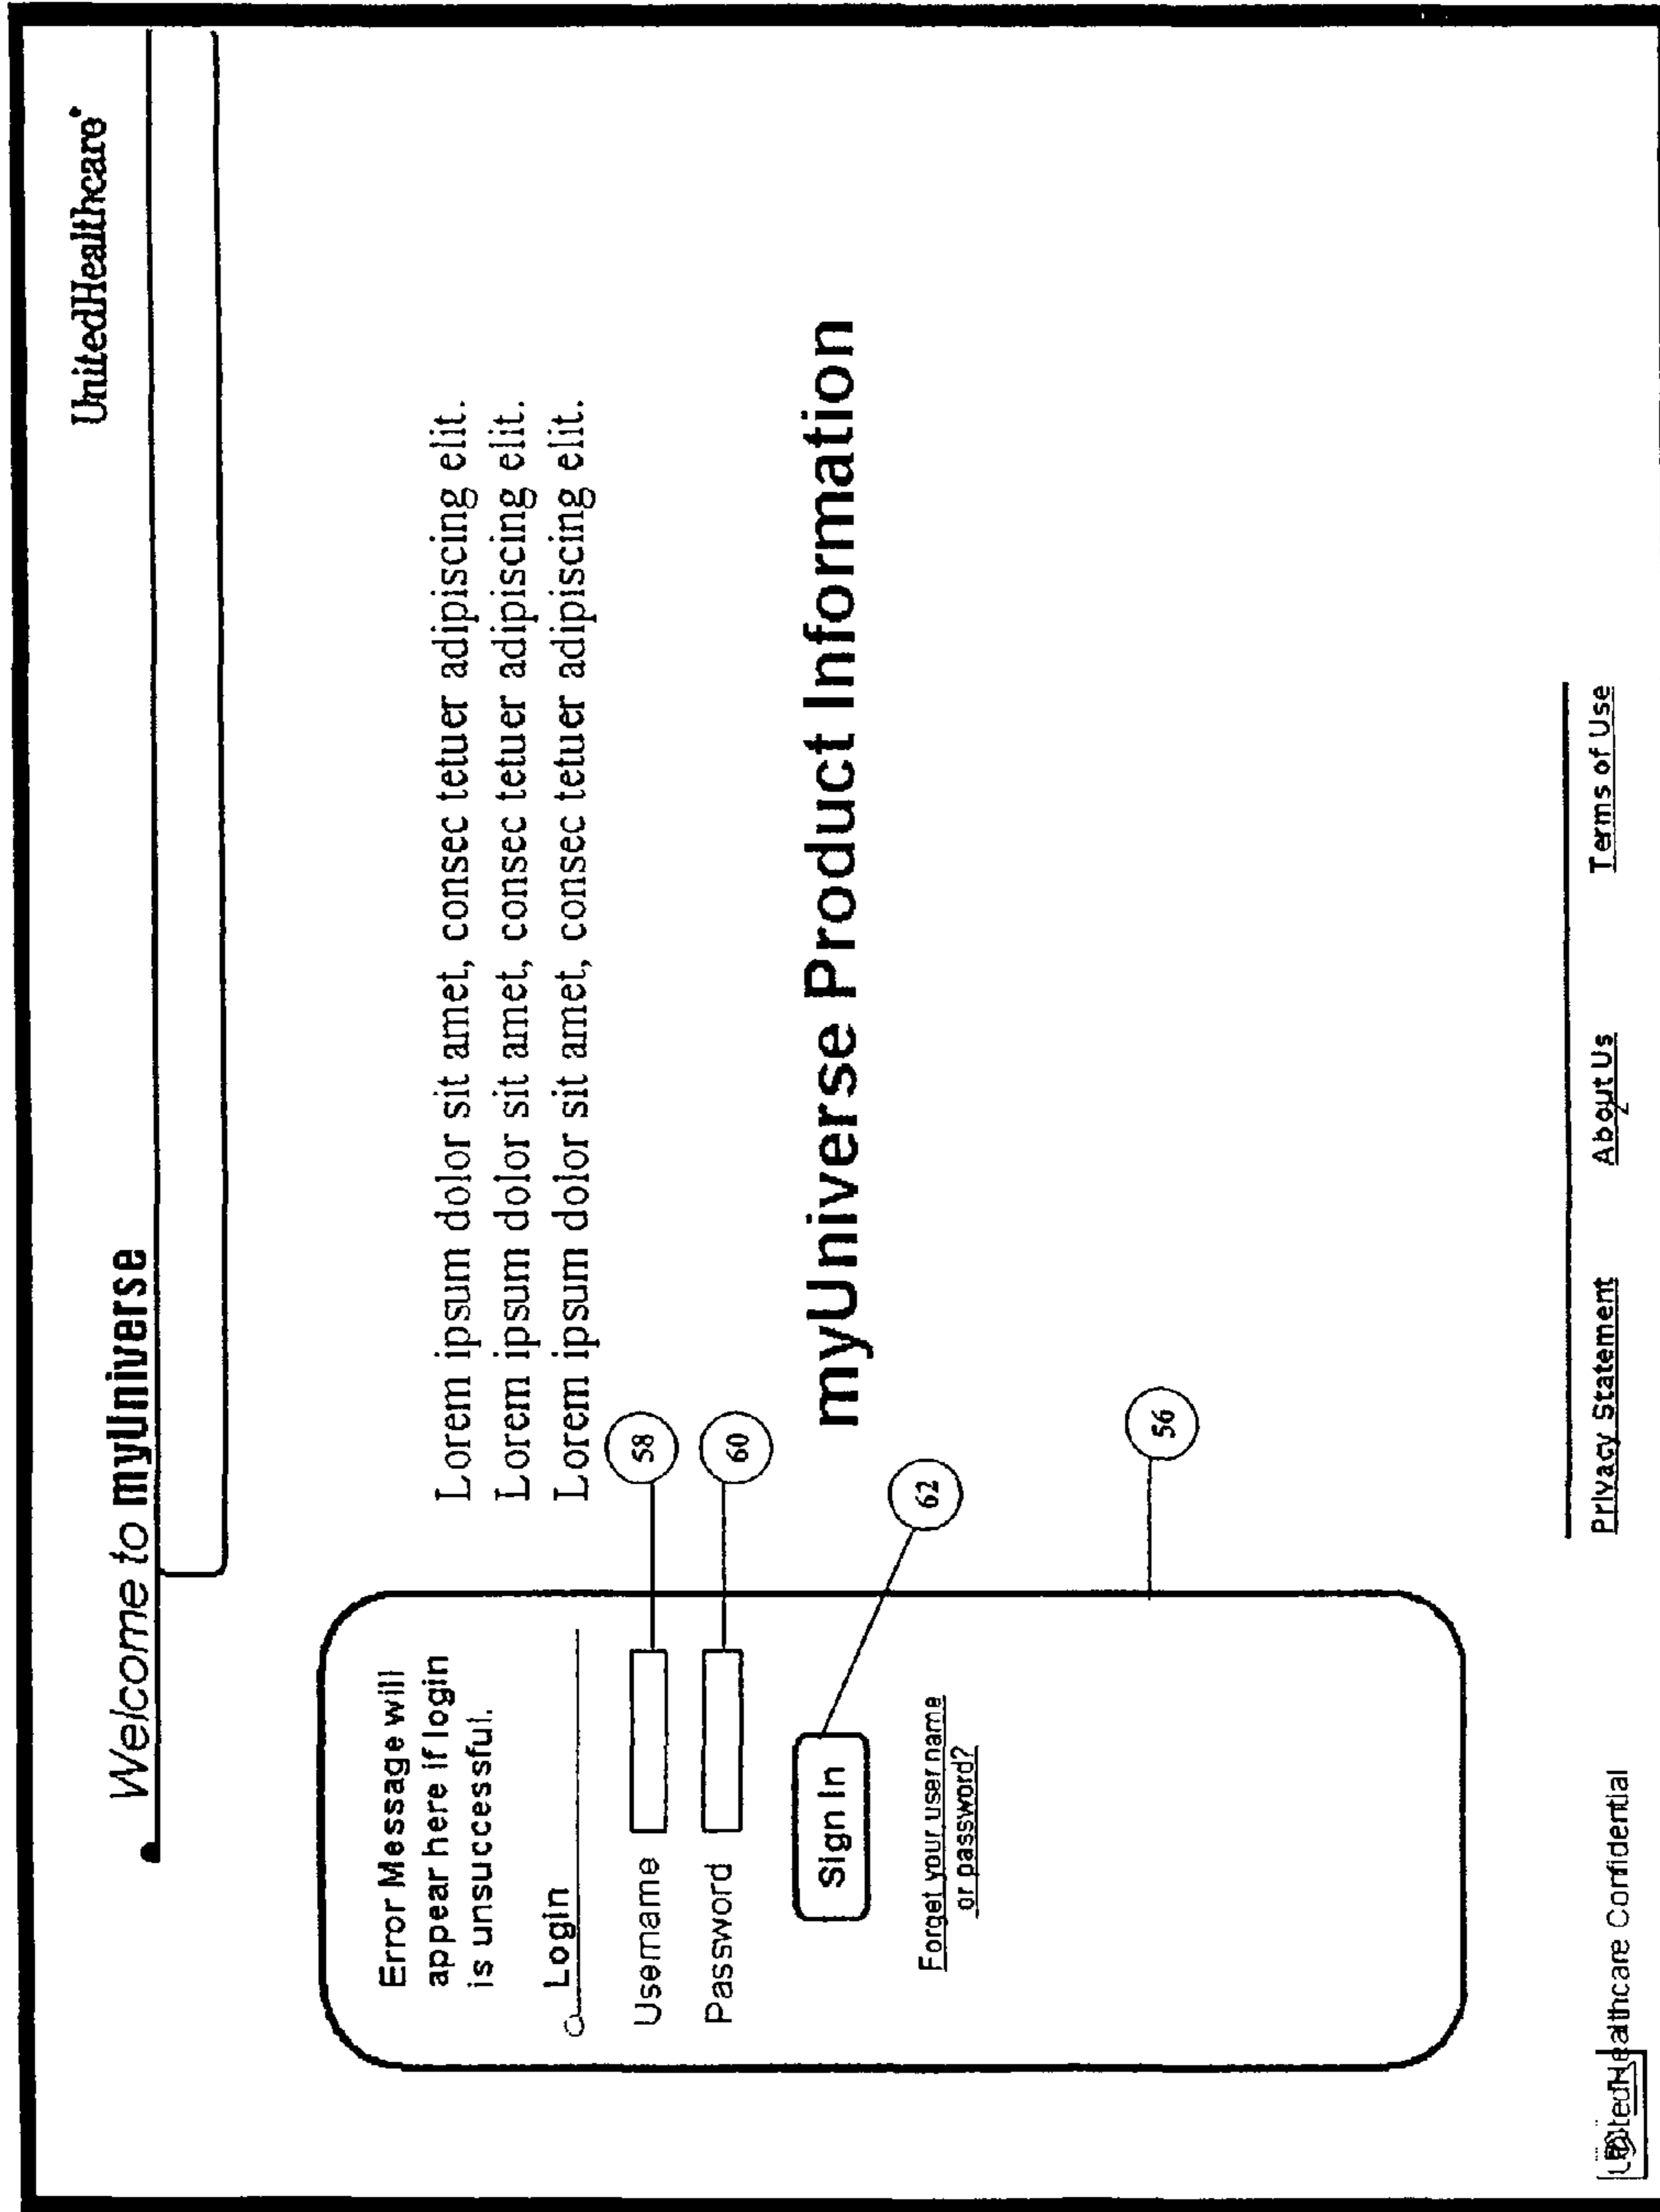 Welcome to myUniverse
UnitedHealthcare
Error Message will
appear here if login
is unsuccessful.
Login
Username
Password
Sign In
Forget your user name
or password?
Lorem ipsum dolor sit amet, consec tetuer adipiscing elit.
Lorem ipsum dolor sit amet, consec tetuer adipiscing elit.
Lorem ipsum dolor sit amet, consec tetuer adipiscing elit.
58
60
myUniverse Product Information
62
56
Privacy Statement
About Us
Terms of Use
UnitedHealthcare Confidential